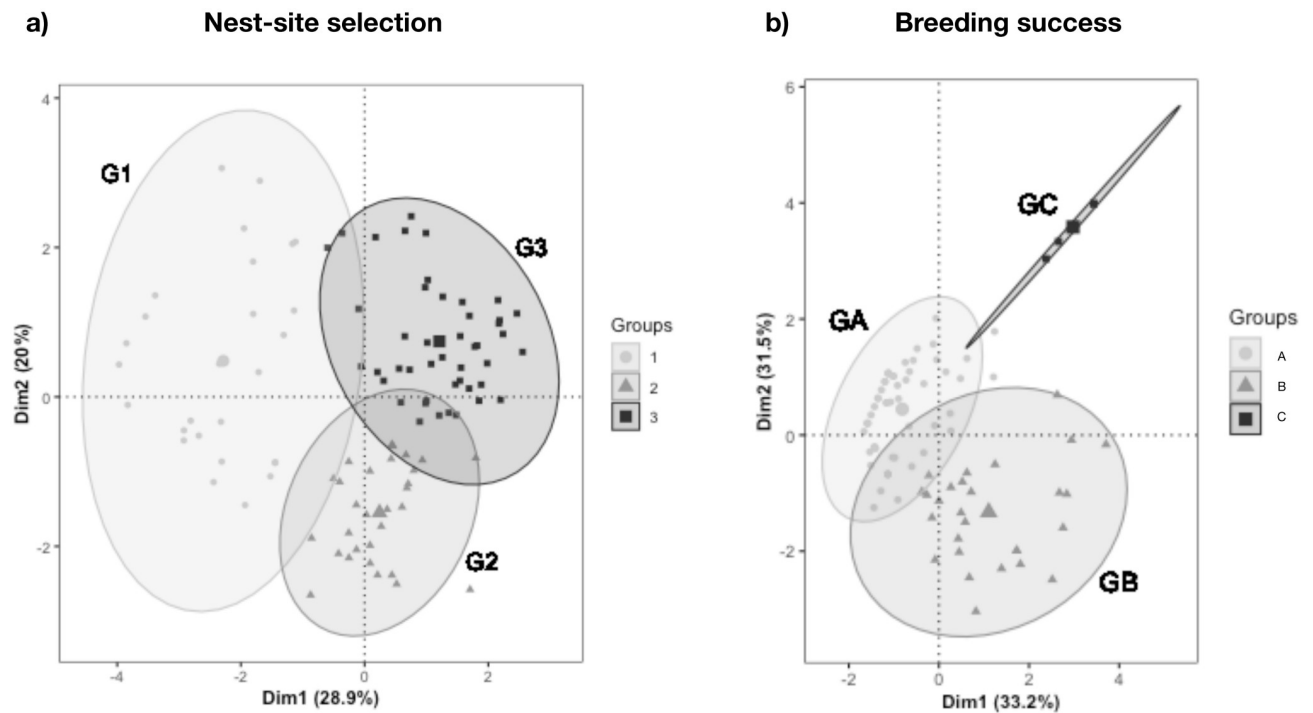 a) Nest-site selection
b) Breeding success
4
2
0
-2
Dim2 (20%)
-4 -2 0 2
Dim1 (28.9%)
G1
G3
G2
Groups
1
2
3
6
4
2
0
-2
Dim2 (31.5%)
-2 0 2 4
Dim1 (33.2%)
GC
GA
GB
Groups
A
B
C